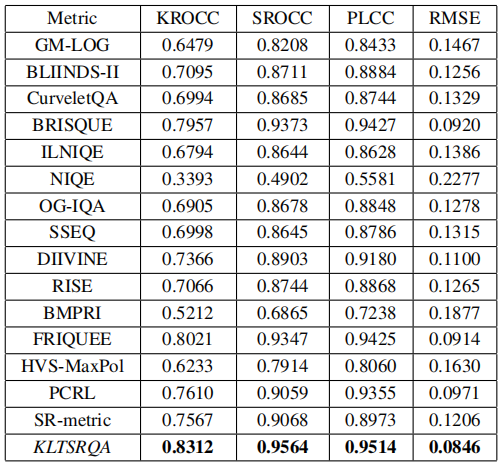 Metric KROCC SROCC PLCC RMSE
GM-LOG 0.6479 0.8208 0.8433 0.1467
BLIINDS-II 0.7095 0.8711 0.8884 0.1256
CurveletQA 0.6994 0.8685 0.8744 0.1329
BRISQUE 0.7957 0.9373 0.9427 0.0920
ILNIQE 0.6794 0.8644 0.8628 0.1386
NIQE 0.3393 0.4902 0.5581 0.2277
OG-IQA 0.6905 0.8678 0.8848 0.1278
SSEQ 0.6998 0.8645 0.8786 0.1315
DIIVINE 0.7366 0.8903 0.9180 0.1100
RISE 0.7066 0.8744 0.8868 0.1265
BMPRI 0.5212 0.6865 0.7238 0.1877
FRIQUEE 0.8021 0.9347 0.9425 0.0914
HVS-MaxPol 0.6233 0.7914 0.8060 0.1630
PCRL 0.7610 0.9059 0.9355 0.0971
SR-metric 0.7567 0.9068 0.8973 0.1206
KLTSRQA 0.8312 0.9564 0.9514 0.0846